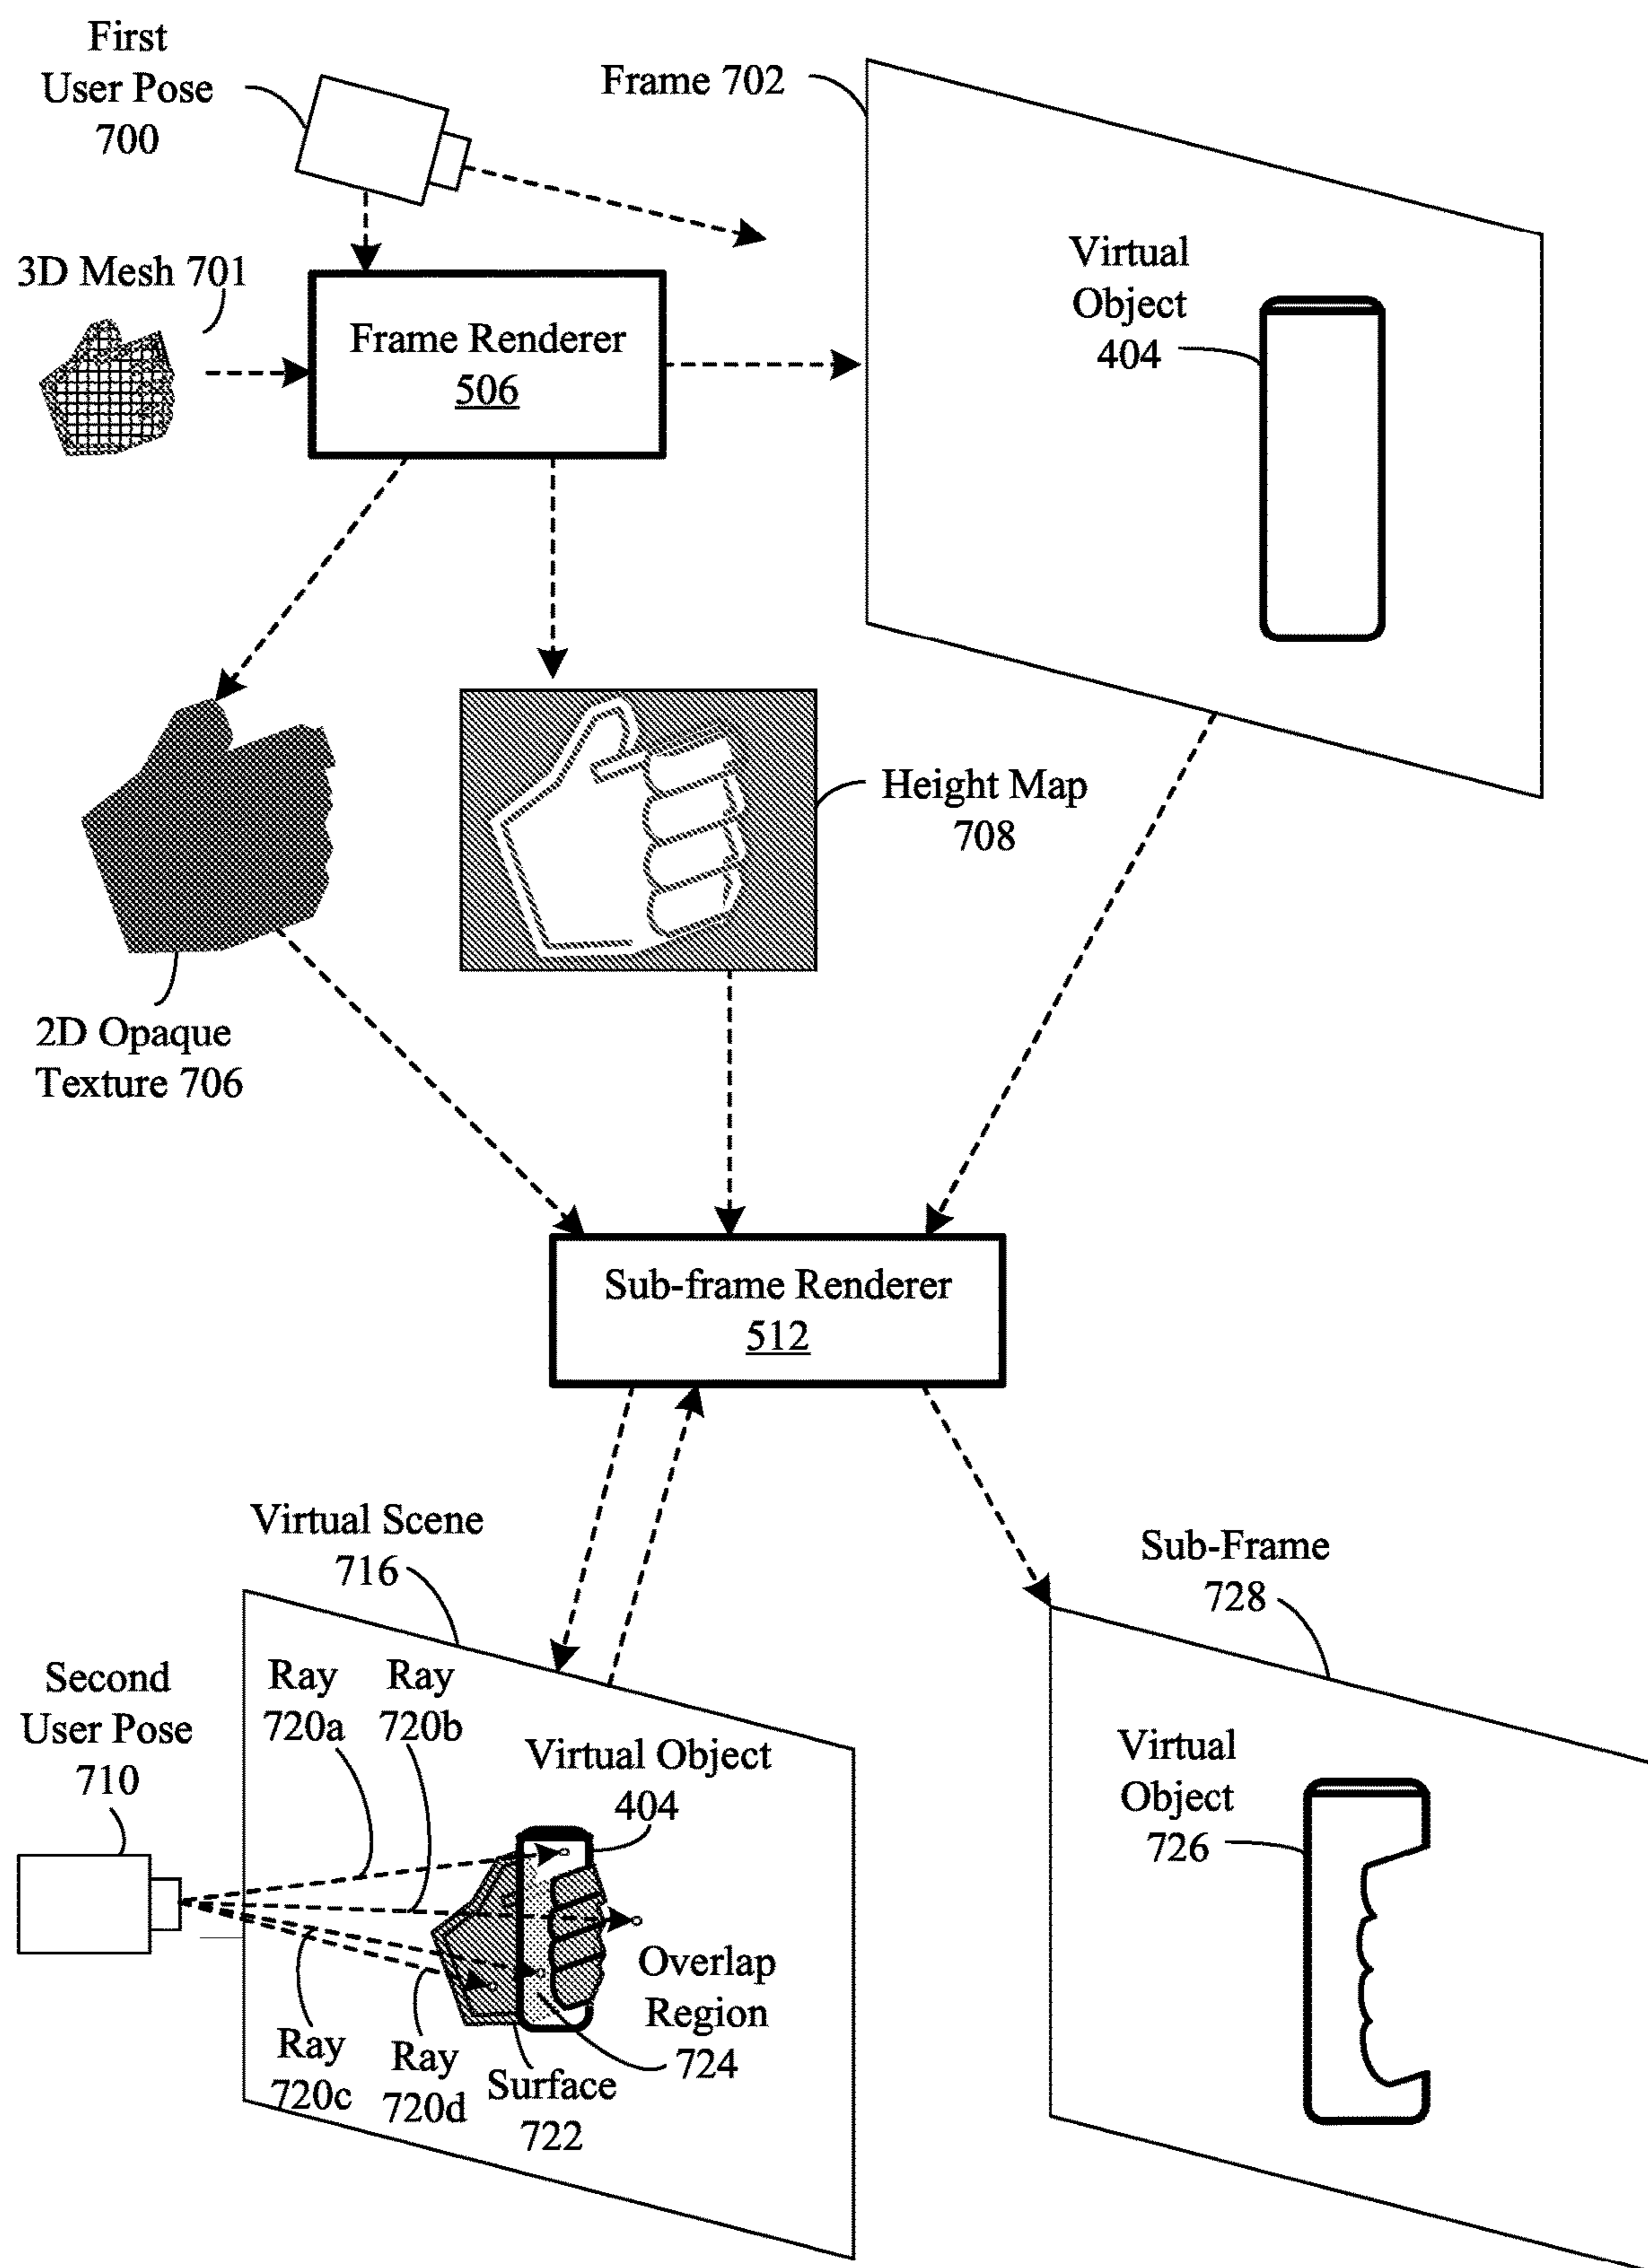 First
User Pose
700
Frame 702
3D Mesh 701
Frame Renderer
506
Virtual
Object
404
Height Map
708
2D Opaque
Texture 706
Sub-frame Renderer
512
Virtual Scene
716
Sub-Frame
728
Second
User Pose
710
Ray
720a
Ray
720b
Virtual Object
404
Virtual
Object
726
Overlap
Region
724
Ray
720c
Ray
720d
Surface
722